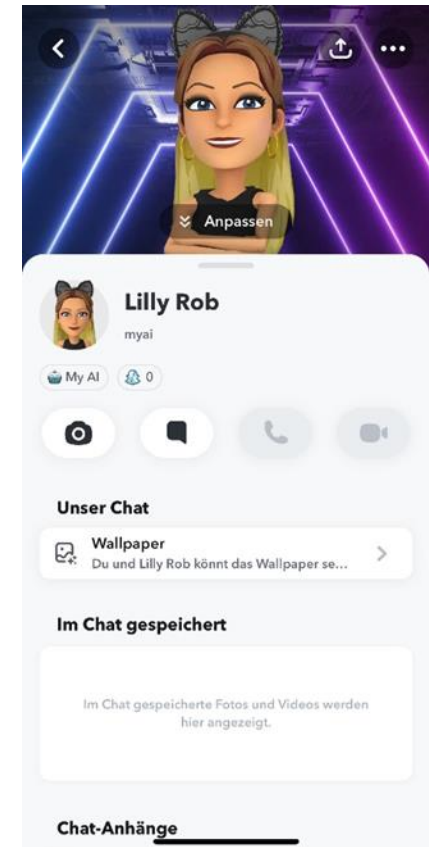 Anpassen
Lilly Rob
myai
My AI
0
Unser Chat
Wallpaper
Du und Lilly Rob könnt das Wallpaper se...
Im Chat gespeichert
Im Chat gespeicherte Fotos und Videos werden
hier angezeigt.
Chat-Anhänge